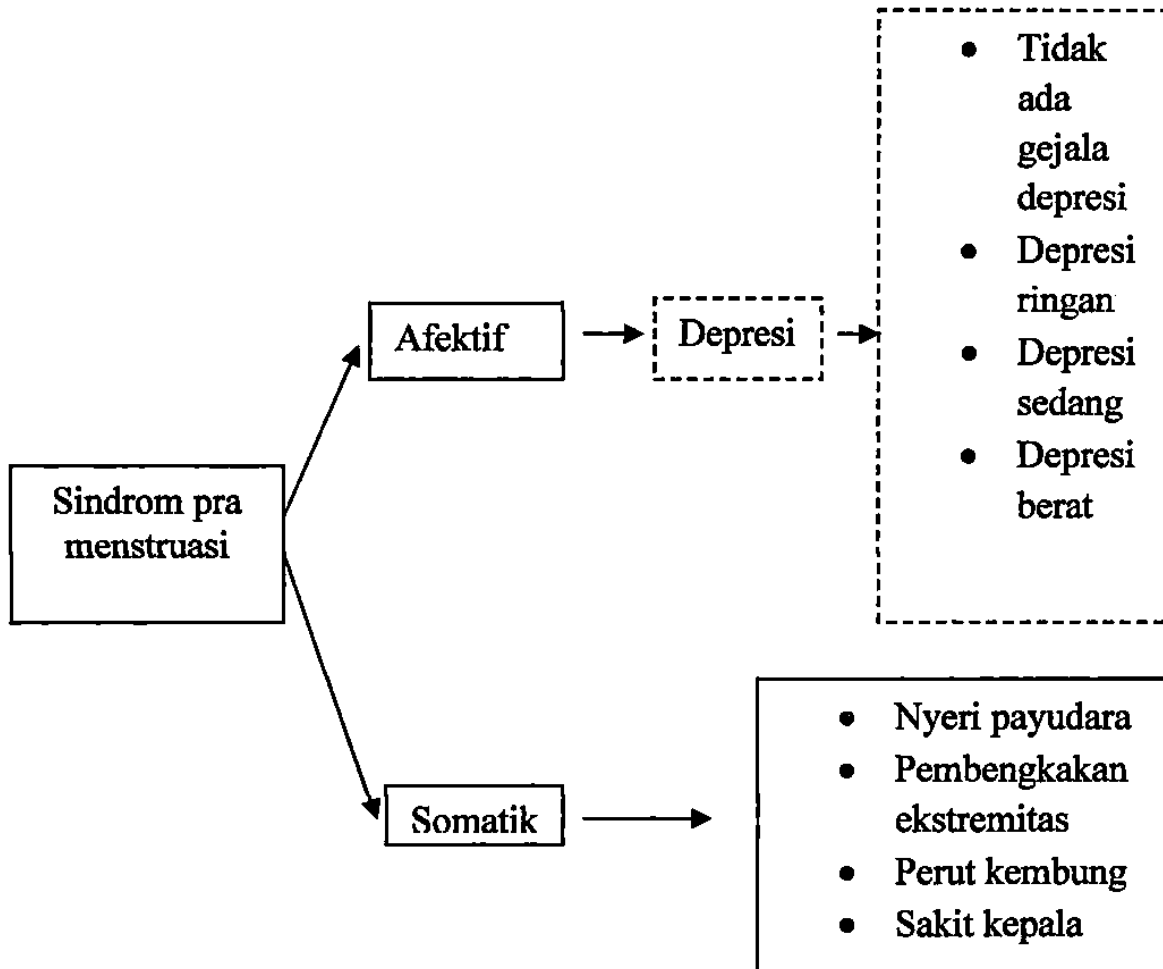 Sindrom pra
menstruasi
Afektif
Depresi
• Tidak
ada
gejala
depresi
• Depresi
ringan
• Depresi
sedang
• Depresi
berat
Somatik
• Nyeri payudara
• Pembengkakan
ekstremitas
• Perut kembung
• Sakit kepala